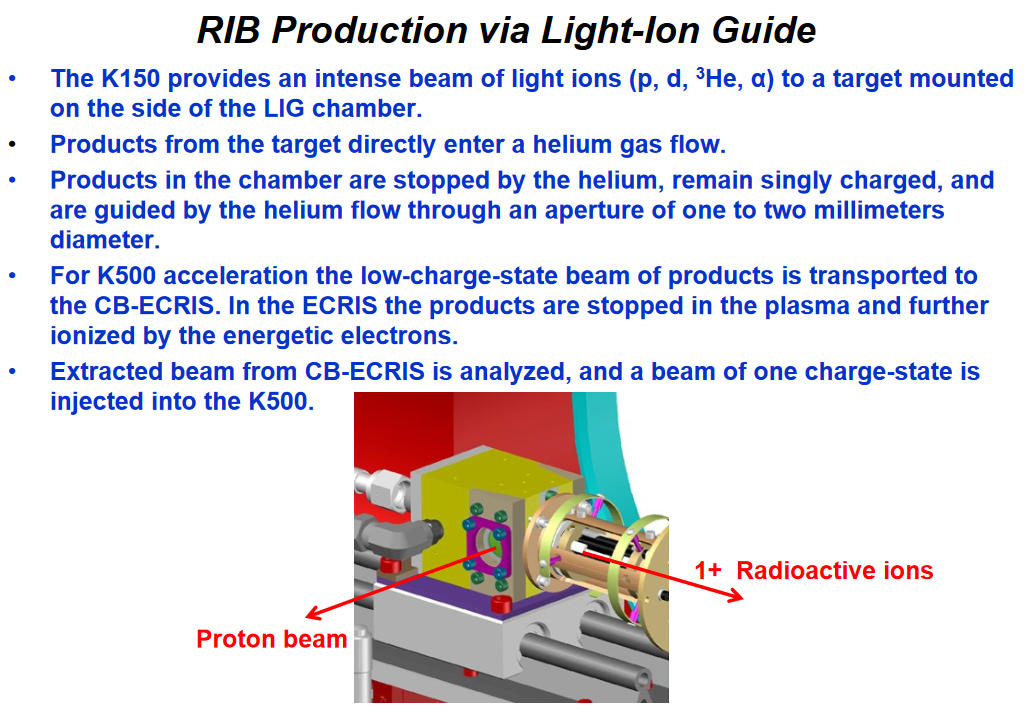 RIB Production via Light-Ion Guide
• The K150 provides an intense beam of light ions (p, d, ³He, α) to a target mounted
on the side of the LIG chamber.
• Products from the target directly enter a helium gas flow.
• Products in the chamber are stopped by the helium, remain singly charged, and
are guided by the helium flow through an aperture of one to two millimeters
diameter.
• For K500 acceleration the low-charge-state beam of products is transported to
the CB-ECRIS. In the ECRIS the products are stopped in the plasma and further
ionized by the energetic electrons.
• Extracted beam from CB-ECRIS is analyzed, and a beam of one charge-state is
injected into the K500.
1+ Radioactive ions
Proton beam